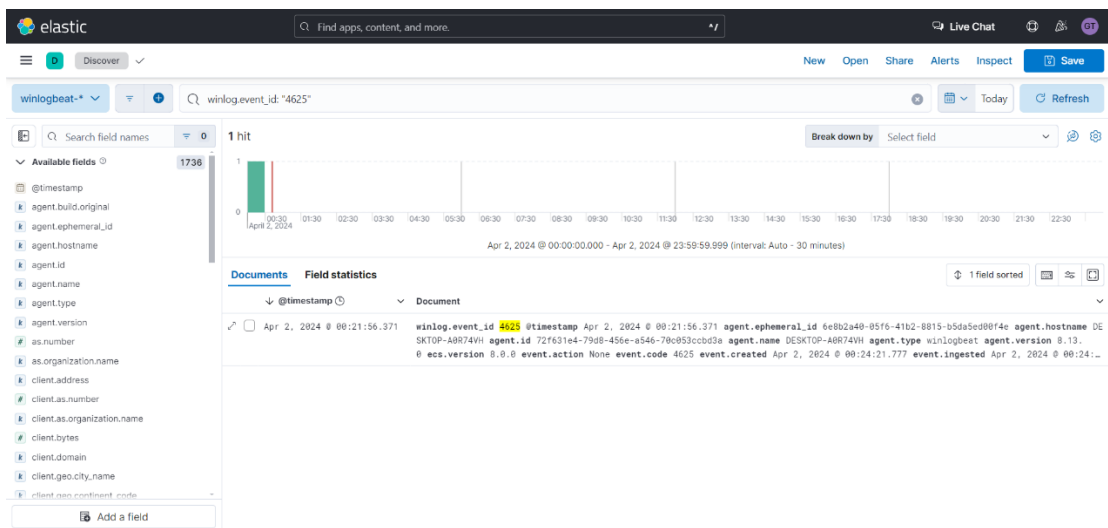 elastic
Find apps, content, and more.
^/
Live Chat
GT
D
Discover
New Open Share Alerts Inspect Save
winlogbeat-*
winlog.event_id: "4625"
Today
Refresh
Search field names
0
1 hit
Break down by Select field
Available fields 1736
@timestamp
agent.build.original
agent.ephemeral_id
agent.hostname
agent.id
agent.name
agent.type
agent.version
as.number
as.organization.name
client.address
client.as.number
client.as.organization.name
client.bytes
client.domain
client.geo.city_name
client.geo.continent_code
Add a field
1
0
00:30 01:30 02:30 03:30 04:30 05:30 06:30 07:30 08:30 09:30 10:30 11:30 12:30 13:30 14:30 15:30 16:30 17:30 18:30 19:30 20:30 21:30 22:30
April 2, 2024
Apr 2, 2024 @ 00:00:00.000 - Apr 2, 2024 @ 23:59:59.999 (interval: Auto - 30 minutes)
Documents Field statistics
1 field sorted
@timestamp Document
Apr 2, 2024 @ 00:21:56.371
winlog.event_id 4625 @timestamp Apr 2, 2024 @ 00:21:56.371 agent.ephemeral_id 6e8b2a40-05f6-41b2-8815-b5da5ed00f4e agent.hostname DE
SKTOP-A0R74VH agent.id 72f631e4-79d8-456e-a546-70c053ccbd3a agent.name DESKTOP-A0R74VH agent.type winlogbeat agent.version 8.13.
0 ecs.version 8.0.0 event.action None event.code 4625 event.created Apr 2, 2024 @ 00:24:21.777 event.ingested Apr 2, 2024 @ 00:24:…